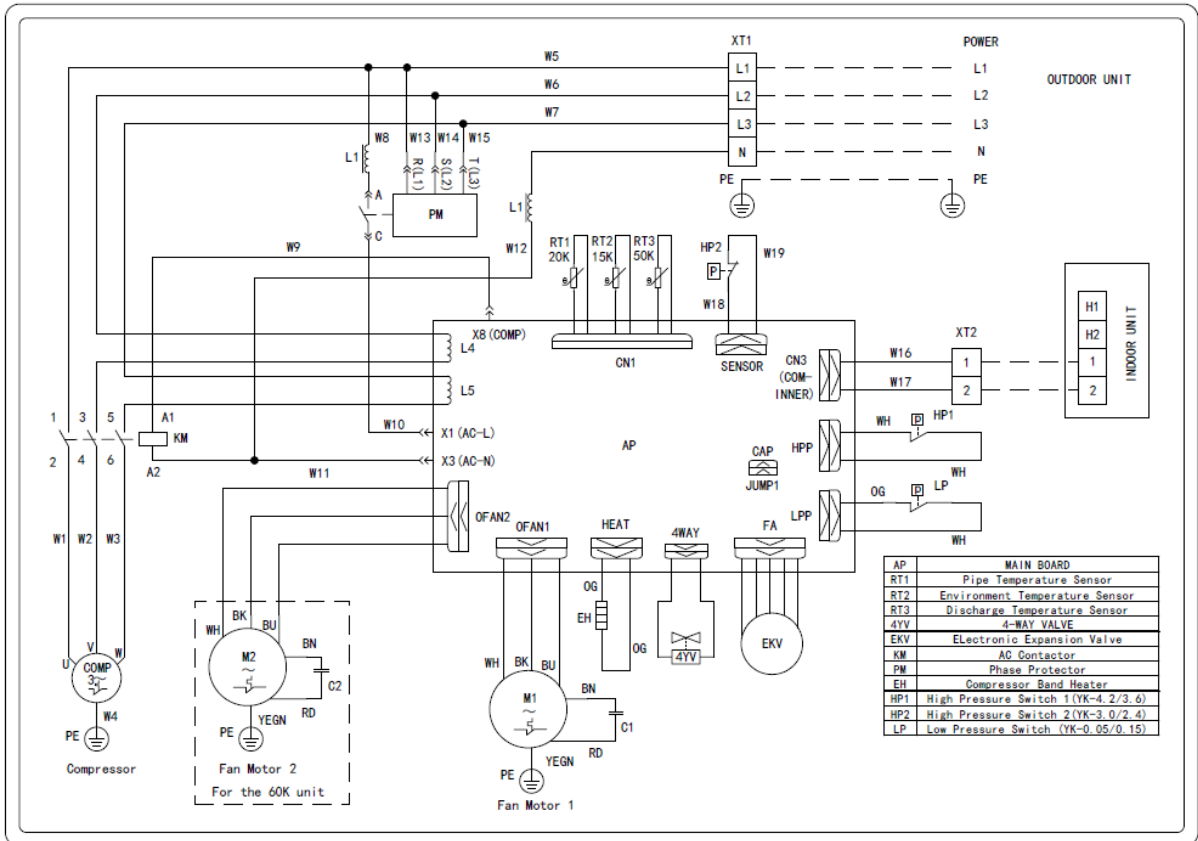 XT1
POWER
W5
L1
L1
OUTDOOR UNIT
W6
L2
L2
W7
L3
L3
W8
W13
W14
W15
L1
R(L1)
S(L2)
T(L3)
N
N
A
PE
PE
PM
L1
C
W9
W12
RT1
20K
RT2
15K
RT3
50K
HP2
P
W19
W18
X8(COMP)
CN1
SENSOR
L4
L5
CN3
(COM-
INNER)
W16
W17
XT2
1
2
H1
H2
1
2
INDOOR UNIT
1
3
5
A1
KM
2
4
6
A2
W10
X1(AC-L)
X3(AC-N)
W11
AP
HPP
WH
P
HP1
WH
CAP
JUMP1
LPP
OG
P
LP
WH
W1
W2
W3
OFAN2
OFAN1
HEAT
4WAY
FA
OG
EH
OG
4YV
EKV
WH
BK
BU
M2
~
BN
C2
RD
YEGN
PE
Fan Motor 2
For the 60K unit
U
V
W
COMP
3~
W4
PE
Compressor
WH
BK
BU
M1
~
BN
C1
RD
YEGN
PE
Fan Motor 1
AP MAIN BOARD
RT1 Pipe Temperature Sensor
RT2 Environment Temperature Sensor
RT3 Discharge Temperature Sensor
4YV 4-WAY VALVE
EKV ELectronic Expansion Valve
KM AC Contactor
PM Phase Protector
EH Compressor Band Heater
HP1 High Pressure Switch 1(YK-4.2/3.6)
HP2 High Pressure Switch 2(YK-3.0/2.4)
LP Low Pressure Switch (YK-0.05/0.15)